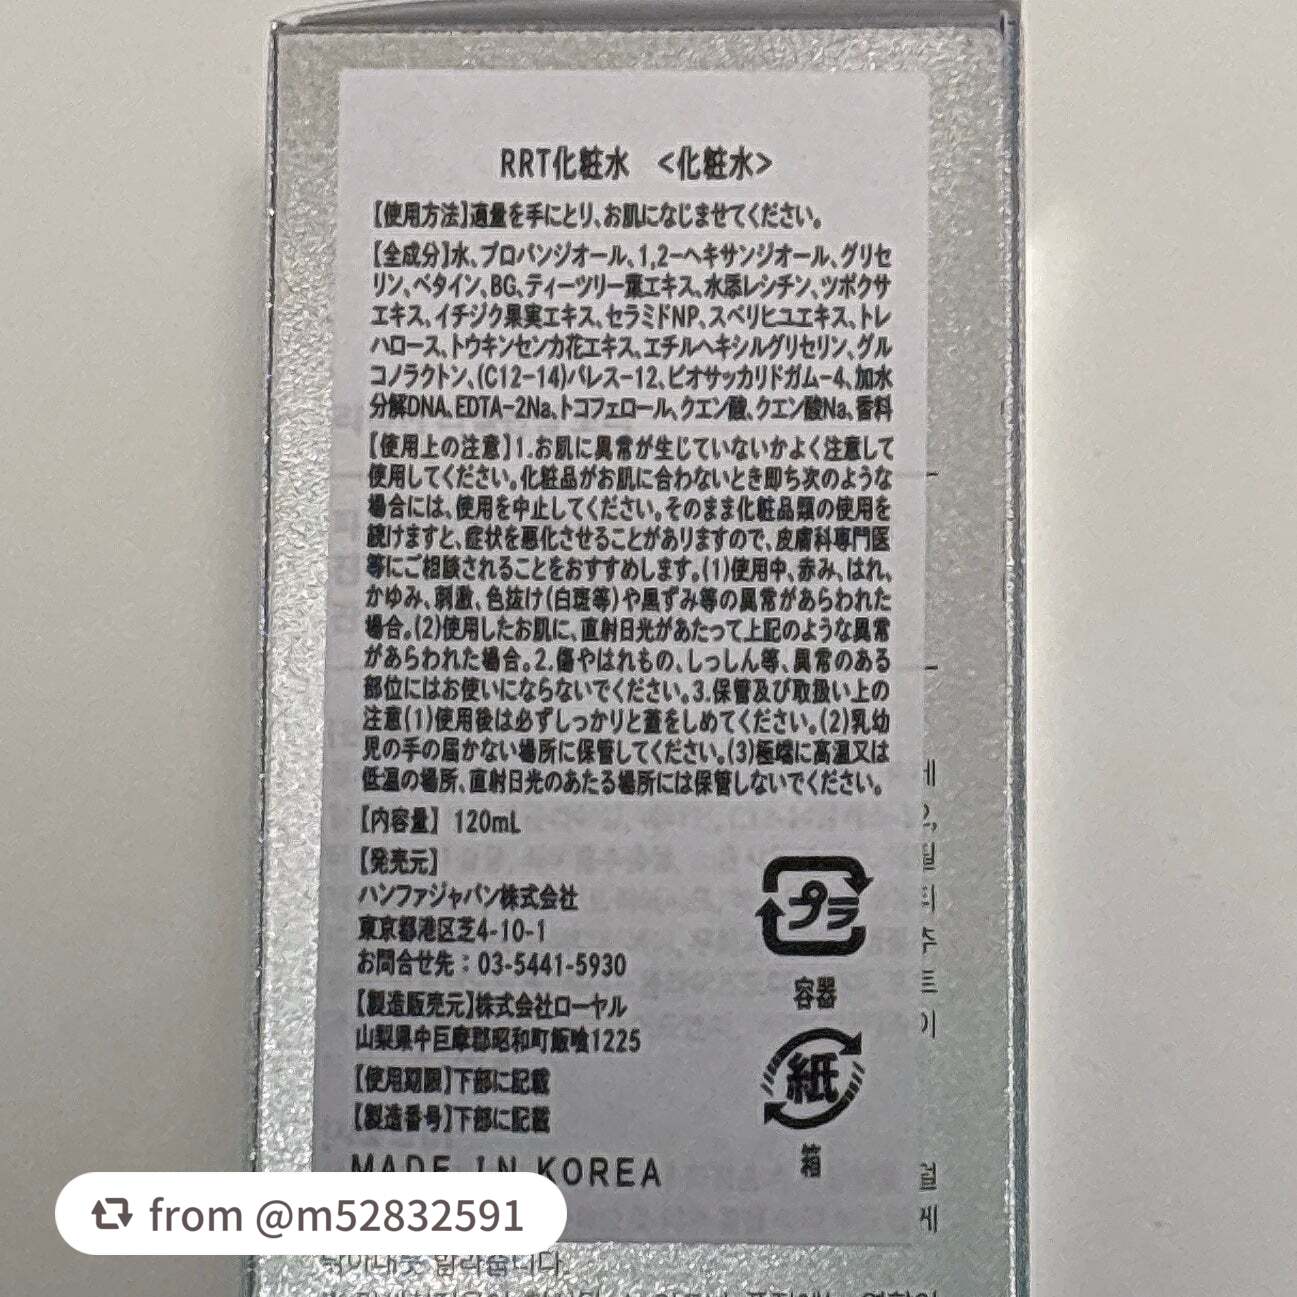 RRT化粧水 <化粧水>
【使用方法】適量を手にとり、お肌になじませてください。
【全成分】水、プロパンジオール、1,2-ヘキサンジオール、グリセ
リン、ベタイン、BG、ティーツリー葉エキス、水添レシチン、ツボクサ
エキス、イチジク果実エキス、セラミドNP、スベリヒユエキス、トレ
ハロース、トウキンセンカ花エキス、エチルヘキシルグリセリン、グル
コノラクトン、(C12-14)パレス-12、ビオサッカリドガム-4、加水
分解DNA、EDTA-2Na、トコフェロール、クエン酸、クエン酸Na、香料
【使用上の注意】1.お肌に異常が生じていないかよく注意して
使用してください。化粧品がお肌に合わないとき即ち次のような
場合には、使用を中止してください。そのまま化粧品類の使用を
続けますと、症状を悪化させることがありますので、皮膚科専門医
等にご相談されることをおすすめします。(1)使用中、赤み、はれ、
かゆみ、刺激、色抜け(白斑等)や黒ずみ等の異常があらわれた
場合。(2)使用したお肌に、直射日光があたって上記のような異常
があらわれた場合。2.傷やはれもの、しっしん等、異常のある
部位にはお使いにならないでください。3.保管及び取扱い上の
注意(1)使用後は必ずしっかりと蓋をしめてください。(2)乳幼
児の手の届かない場所に保管してください。(3)極端に高温又は
低温の場所、直射日光のあたる場所には保管しないでください。
【内容量】 120mL
【発売元】
ハンファジャパン株式会社
東京都港区芝4-10-1
お問合せ先:03-5441-5930
【製造販売元】株式会社ローヤル
山梨県中巨摩郡昭和町飯喰1225
【使用期限】下部に記載
【製造番号】下部に記載
MADE IN KOREA
プラ
容器
紙
箱
from @m52832591